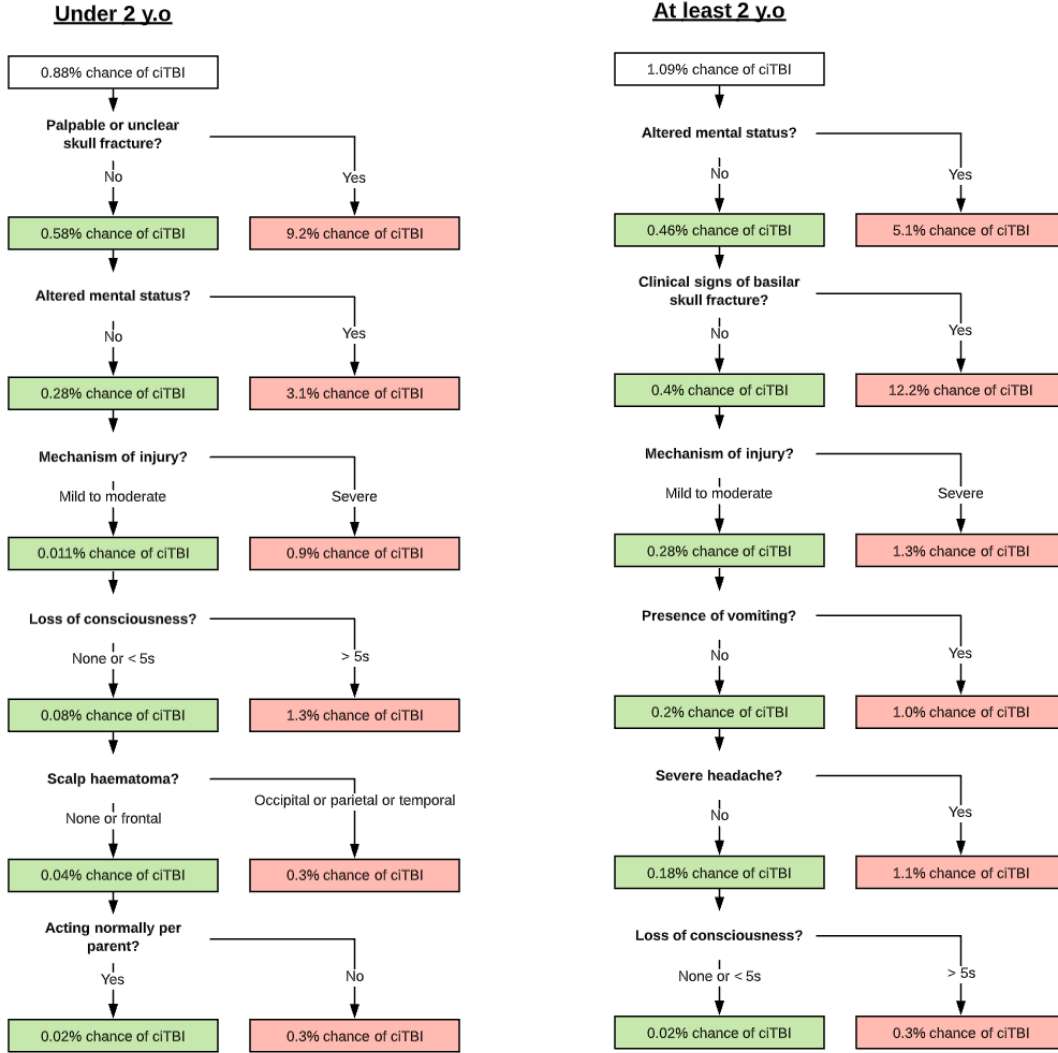 Under 2 y.o
0.88% chance of ciTBI
Palpable or unclear
skull fracture?
No
Yes
0.58% chance of ciTBI
9.2% chance of ciTBI
Altered mental status?
No
Yes
0.28% chance of ciTBI
3.1% chance of ciTBI
Mechanism of injury?
Mild to moderate
Severe
0.011% chance of ciTBI
0.9% chance of ciTBI
Loss of consciousness?
None or < 5s
> 5s
0.08% chance of ciTBI
1.3% chance of ciTBI
Scalp haematoma?
Occipital or parietal or temporal
None or frontal
0.04% chance of ciTBI
0.3% chance of ciTBI
Acting normally per
parent?
Yes
No
0.02% chance of ciTBI
0.3% chance of ciTBI
At least 2 y.o
1.09% chance of ciTBI
Altered mental status?
No
Yes
0.46% chance of ciTBI
5.1% chance of ciTBI
Clinical signs of basilar
skull fracture?
No
Yes
0.4% chance of ciTBI
12.2% chance of ciTBI
Mechanism of injury?
Mild to moderate
Severe
0.28% chance of ciTBI
1.3% chance of ciTBI
Presence of vomiting?
No
Yes
0.2% chance of ciTBI
1.0% chance of ciTBI
Severe headache?
No
Yes
0.18% chance of ciTBI
1.1% chance of ciTBI
Loss of consciousness?
None or < 5s
> 5s
0.02% chance of ciTBI
0.3% chance of ciTBI